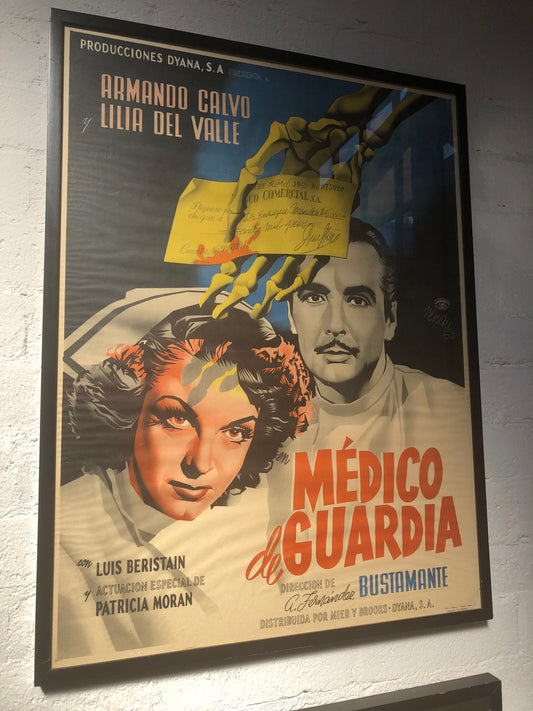 PRODUCCIONES DYANA, S.A PRESENTA a
ARMANDO CALVO
y LILIA DEL VALLE
CO COMERCIAL, S.A.
en
MÉDICO
de GUARDIA
con LUIS BERISTAIN
y ACTUACION ESPECIAL DE
PATRICIA MORAN
DIRECCION DE
A. Fernández BUSTAMANTE
DISTRIBUIDA POR MIER Y BROOKS-DYANA, S.A.